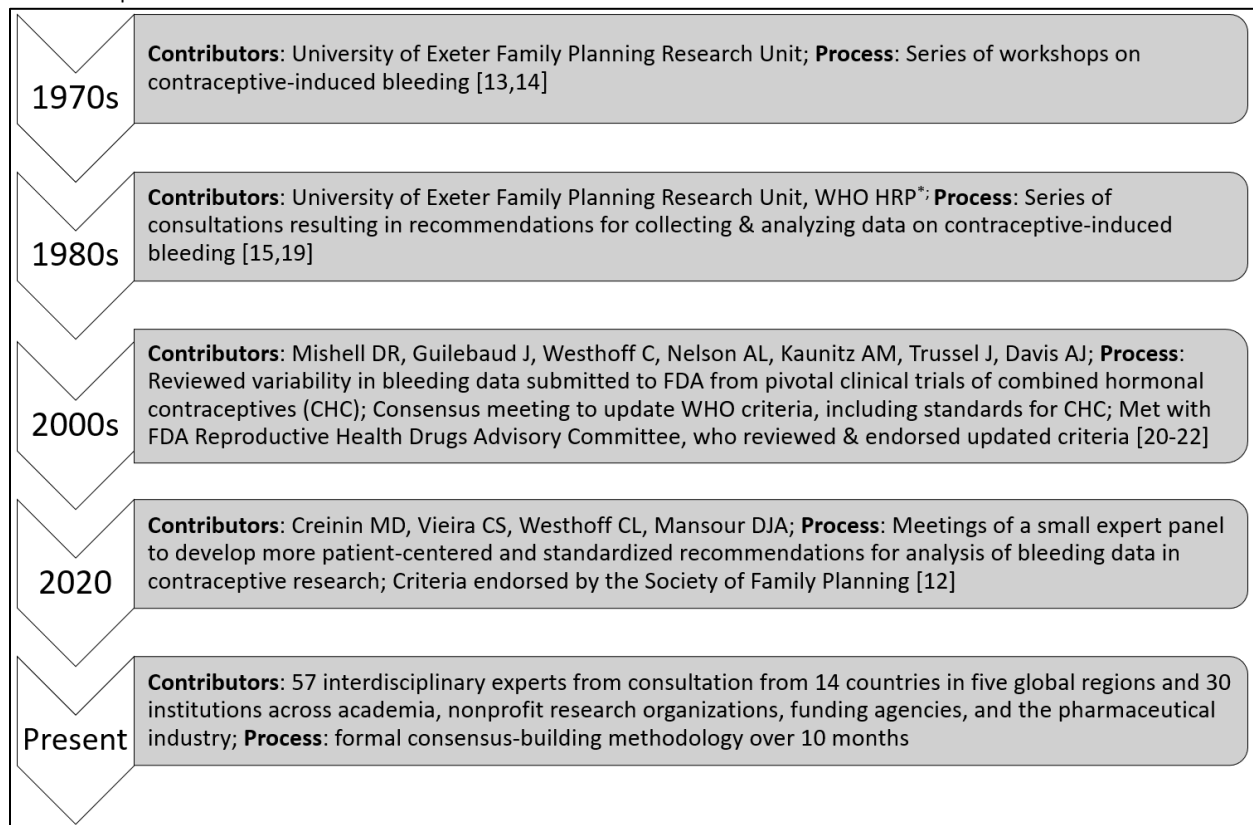 1970s
Contributors: University of Exeter Family Planning Research Unit; Process: Series of workshops on
contraceptive-induced bleeding [13,14]
1980s
Contributors: University of Exeter Family Planning Research Unit, WHO HRP*; Process: Series of
consultations resulting in recommendations for collecting & analyzing data on contraceptive-induced
bleeding [15,19]
2000s
Contributors: Mishell DR, Guilebaud J, Westhoff C, Nelson AL, Kaunitz AM, Trussel J, Davis AJ; Process:
Reviewed variability in bleeding data submitted to FDA from pivotal clinical trials of combined hormonal
contraceptives (CHC); Consensus meeting to update WHO criteria, including standards for CHC; Met with
FDA Reproductive Health Drugs Advisory Committee, who reviewed & endorsed updated criteria [20-22]
2020
Contributors: Creinin MD, Vieira CS, Westhoff CL, Mansour DJA; Process: Meetings of a small expert panel
to develop more patient-centered and standardized recommendations for analysis of bleeding data in
contraceptive research; Criteria endorsed by the Society of Family Planning [12]
Present
Contributors: 57 interdisciplinary experts from consultation from 14 countries in five global regions and 30
institutions across academia, nonprofit research organizations, funding agencies, and the pharmaceutical
industry; Process: formal consensus-building methodology over 10 months